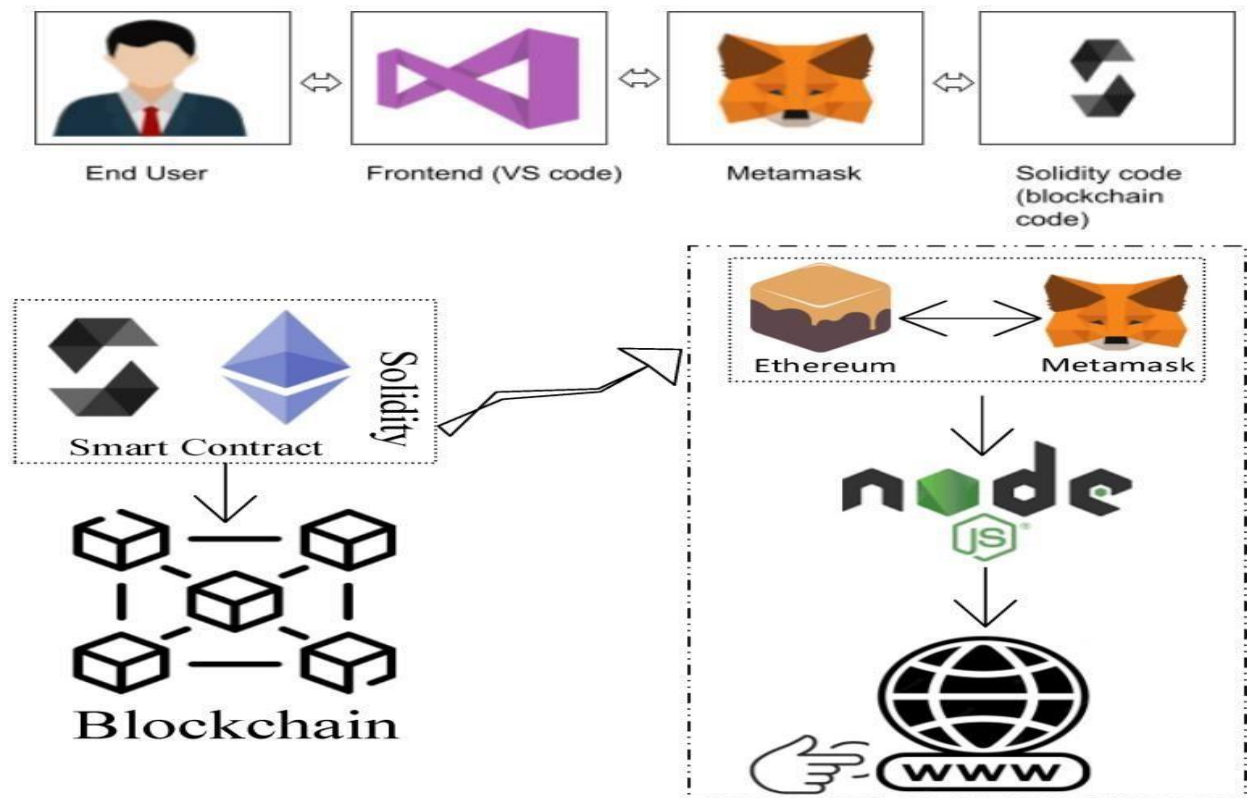 End User
Frontend (VS code)
Metamask
Solidity code
(blockchain
code)
Smart Contract
Solidity
Blockchain
Ethereum
Metamask
node
JS®
www